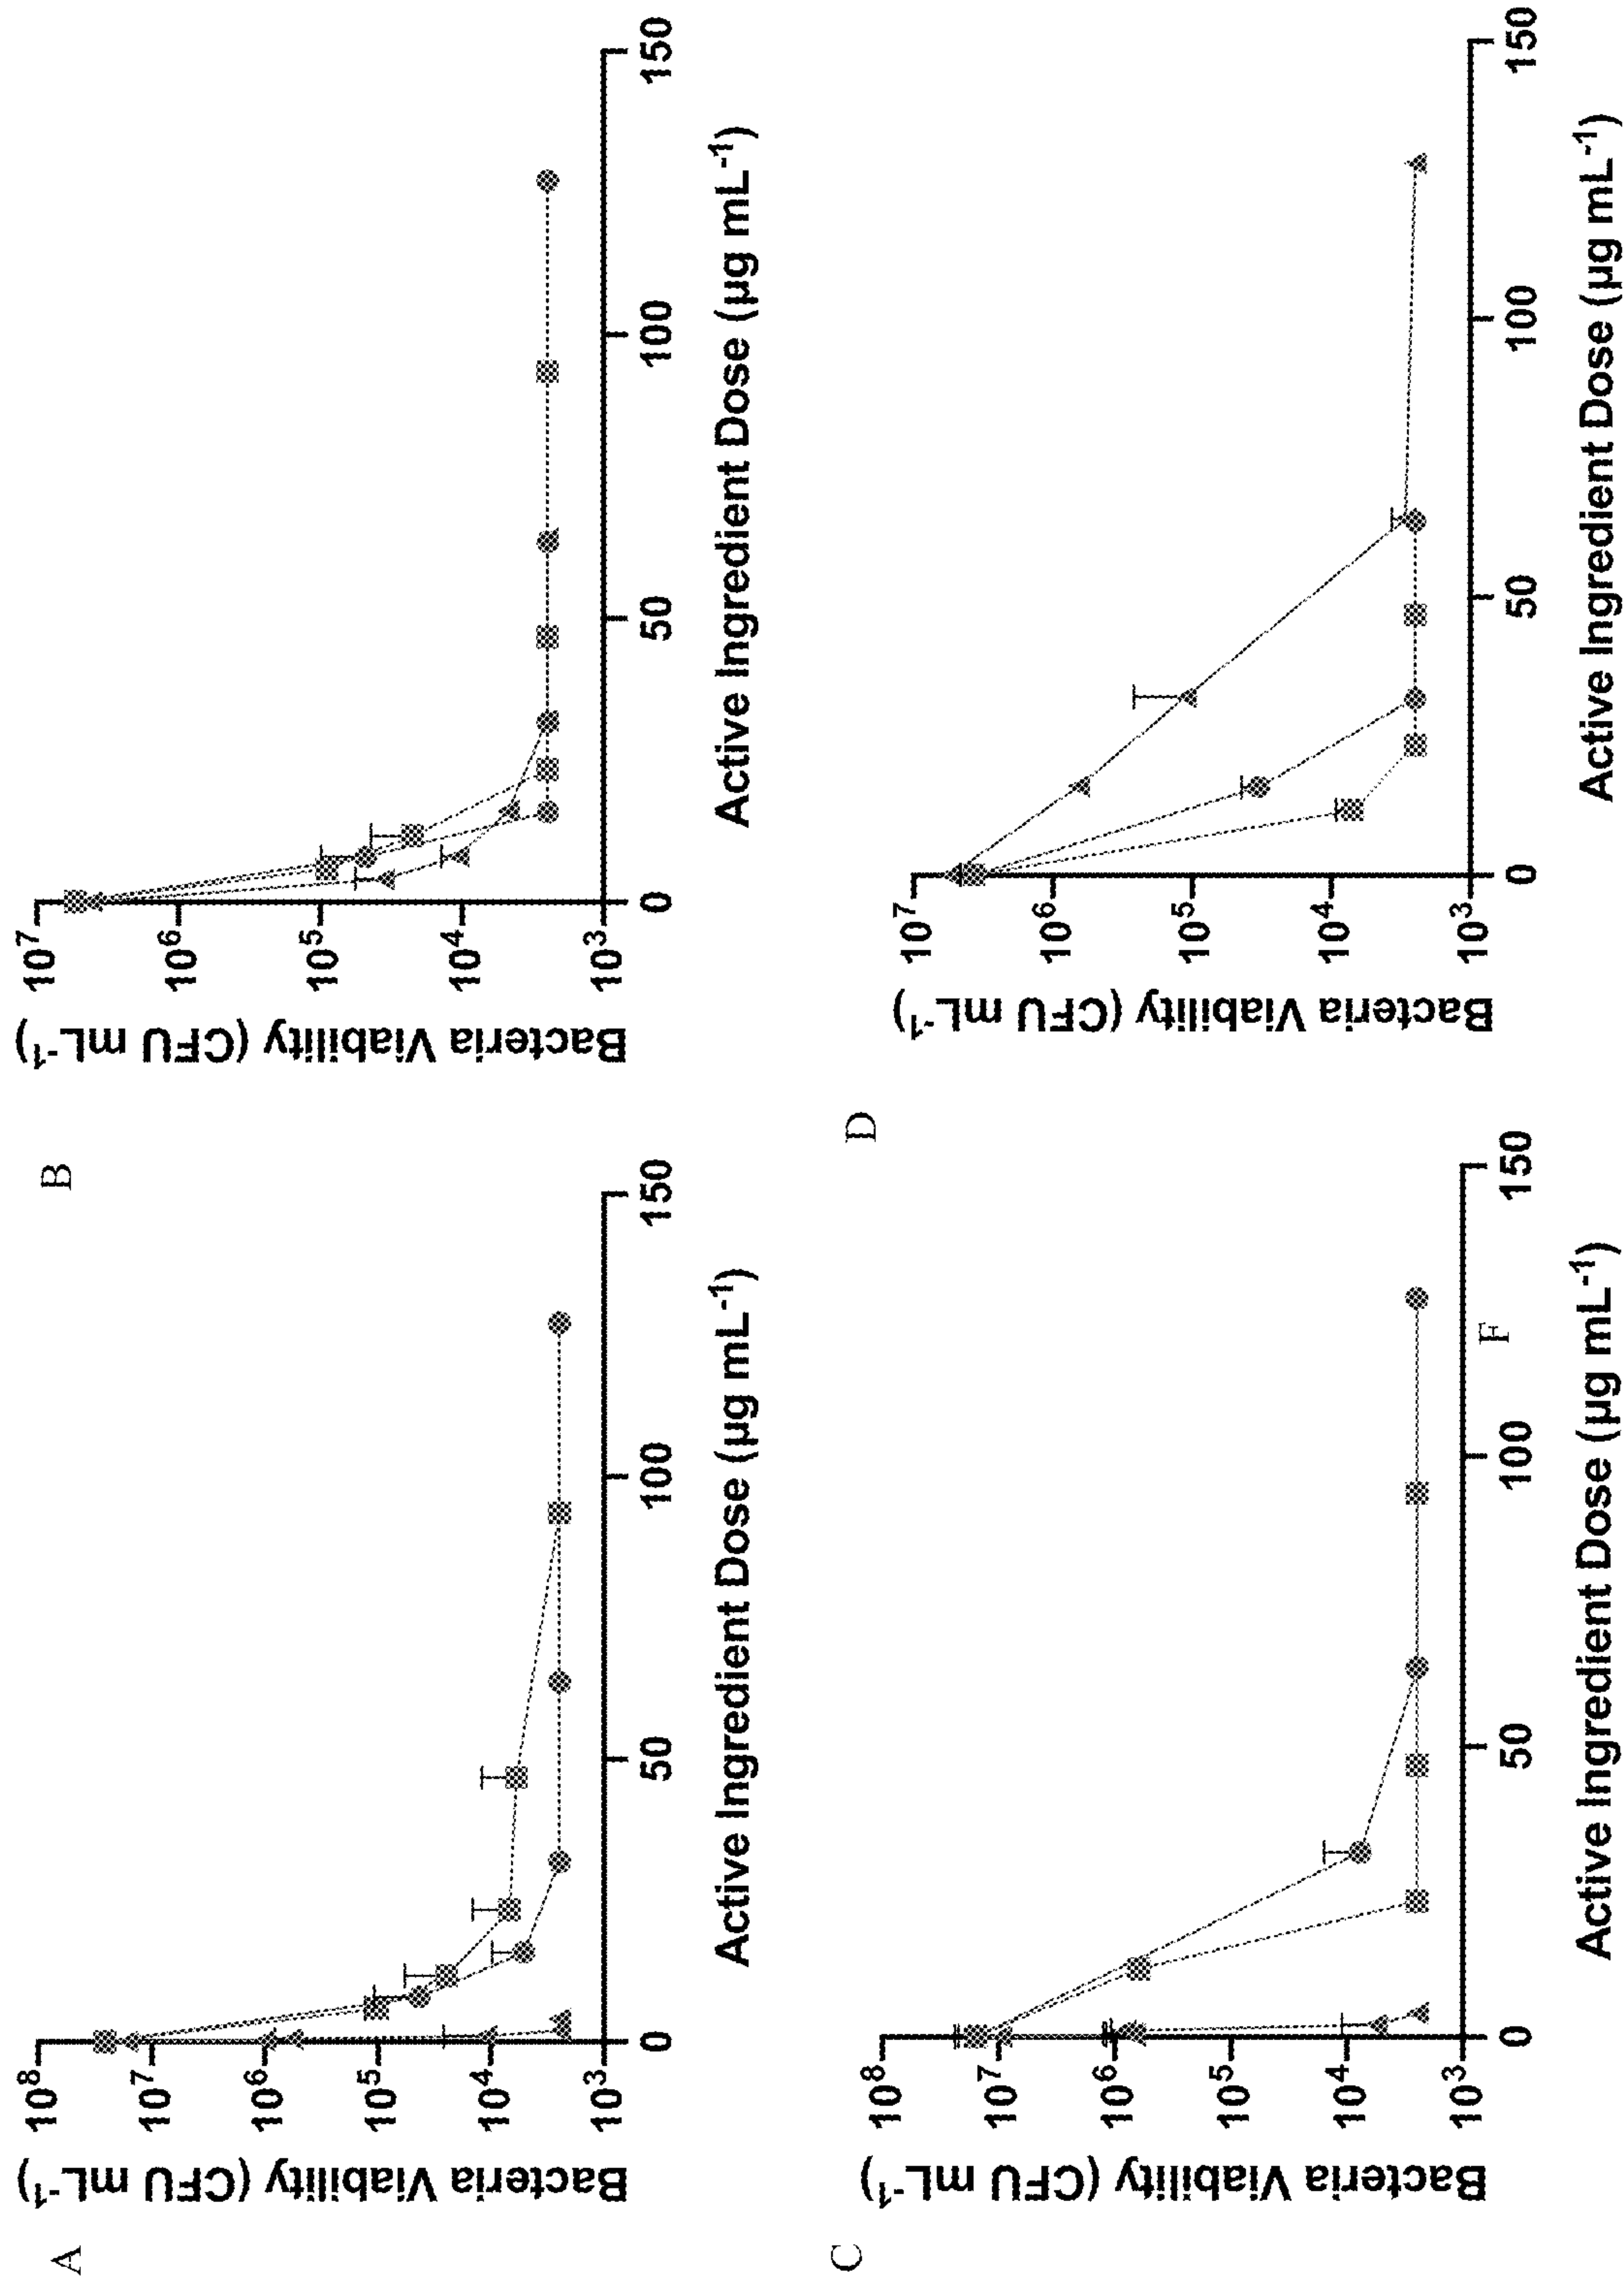 A
Bacteria Viability (CFU mL⁻¹)
10⁸
10⁷
10⁶
10⁵
10⁴
10³
0
50
100
150
Active Ingredient Dose (µg mL⁻¹)
B
Bacteria Viability (CFU mL⁻¹)
10⁷
10⁶
10⁵
10⁴
10³
0
50
100
150
Active Ingredient Dose (µg mL⁻¹)
C
Bacteria Viability (CFU mL⁻¹)
10⁸
10⁷
10⁶
10⁵
10⁴
10³
0
50
100
150
F
Active Ingredient Dose (µg mL⁻¹)
D
Bacteria Viability (CFU mL⁻¹)
10⁷
10⁶
10⁵
10⁴
10³
0
50
100
150
Active Ingredient Dose (µg mL⁻¹)